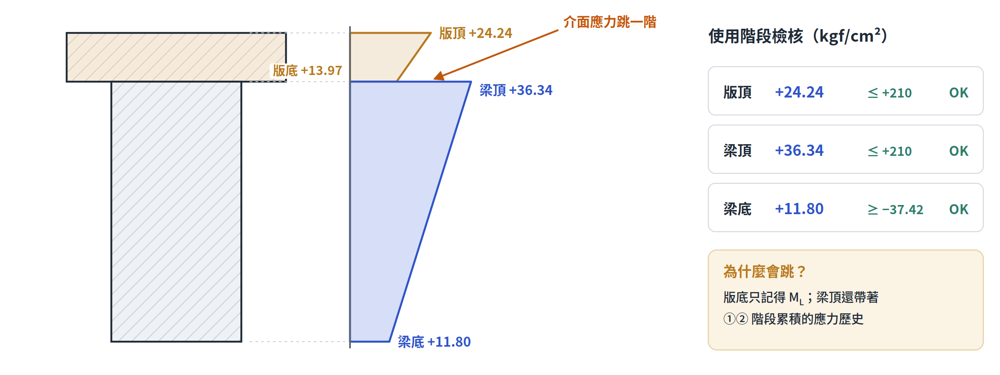 介面應力跳一階
版頂 +24.24
版底 +13.97
梁頂 +36.34
梁底 +11.80
使用階段檢核（kgf/cm²）
版頂 +24.24 ≤ +210 OK
梁頂 +36.34 ≤ +210 OK
梁底 +11.80 ≥ −37.42 OK
為什麼會跳？
版底只記得 M_L；梁頂還帶著
①② 階段累積的應力歷史